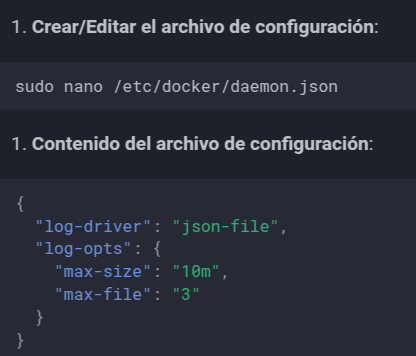 1. Crear/Editar el archivo de configuración:
sudo nano /etc/docker/daemon.json
1. Contenido del archivo de configuración:
{
  "log-driver": "json-file",
  "log-opts": {
    "max-size": "10m",
    "max-file": "3"
  }
}